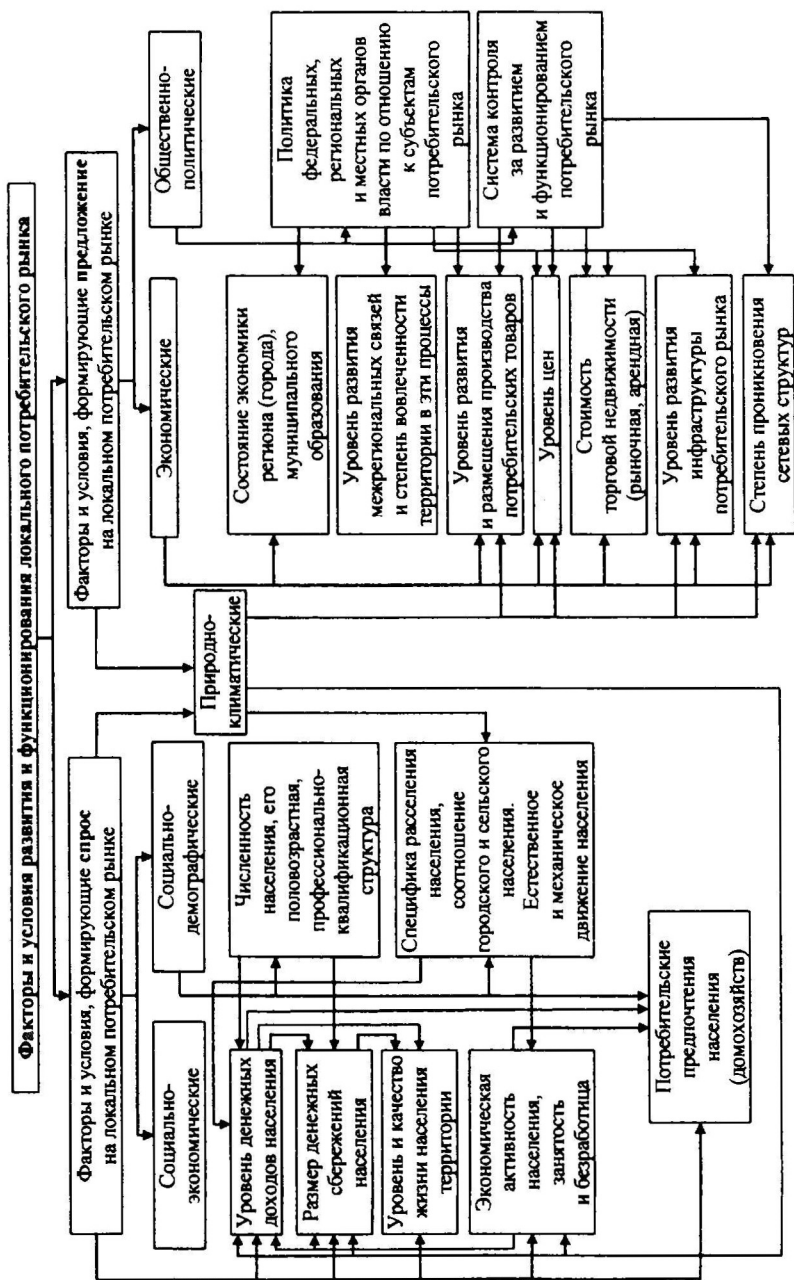 Факторы и условия развития и функционирования локального потребительского рынка
Факторы и условия, формирующие спрос
на локальном потребительском рынке
Факторы и условия, формирующие предложение
на локальном потребительском рынке
Социально-
экономические
Социально-
демографические
Природно-
климатические
Экономические
Общественно-
политические
Уровень денежных
доходов населения
Размер денежных
сбережений
населения
Уровень и качество
жизни населения
территории
Экономическая
активность
населения,
занятость
и безработица
Численность
населения, его
половозрастная,
профессионально-
квалификационная
структура
Специфика расселения
населения,
соотношение
городского и сельского
населения.
Естественное
и механическое
движение населения
Потребительские
предпочтения
населения
(домохозяйств)
Состояние экономики
региона (города),
муниципального
образования
Уровень развития
межрегиональных связей
и степень вовлеченности
территории в эти процессы
Уровень развития
и размещения производства
потребительских товаров
Уровень цен
Стоимость
торговой недвижимости
(рыночная, арендная)
Уровень развития
инфраструктуры
потребительского рынка
Степень проникновения
сетевых структур
Политика
федеральных,
региональных
и местных органов
власти по отношению
к субъектам
потребительского
рынка
Система контроля
за развитием
и функционированием
потребительского
рынка